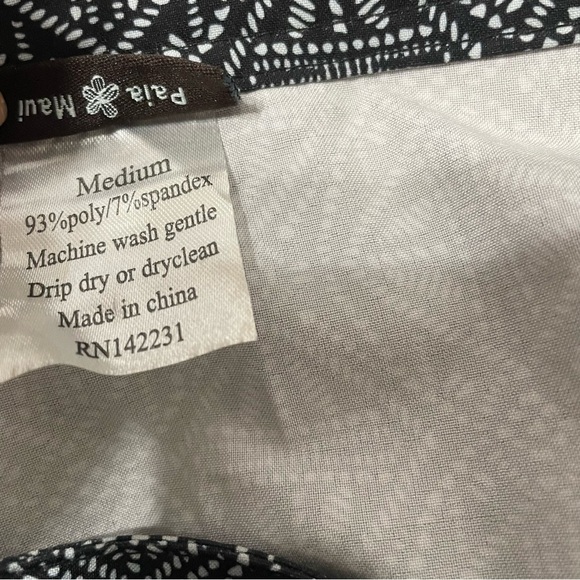 Paia Maui
Medium
93%poly/7%spandex
Machine wash gentle
Drip dry or dryclean
Made in china
RN142231